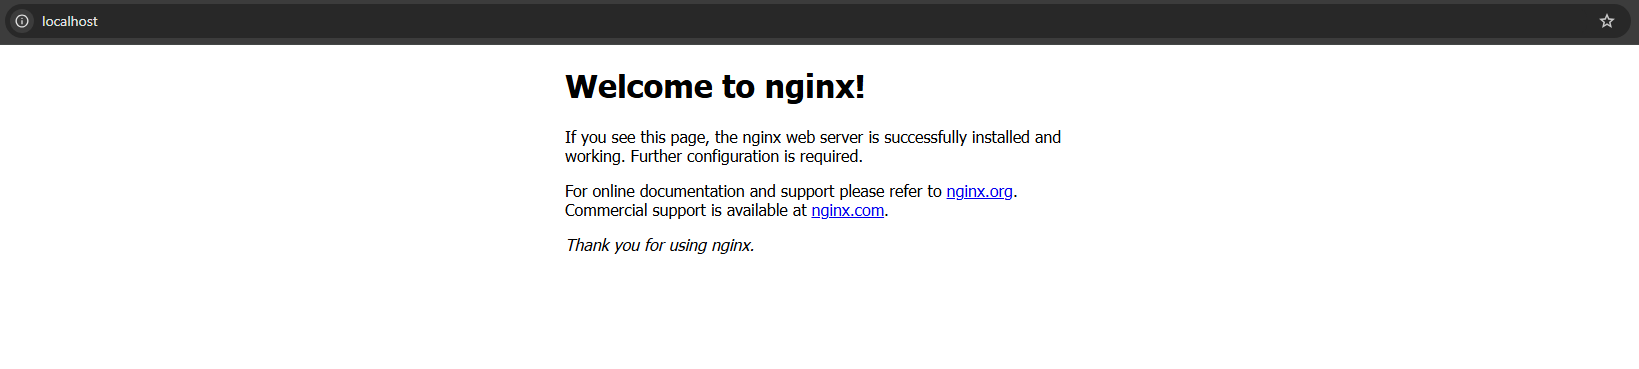 localhost
Welcome to nginx!
If you see this page, the nginx web server is successfully installed and
working. Further configuration is required.
For online documentation and support please refer to nginx.org.
Commercial support is available at nginx.com.
Thank you for using nginx.